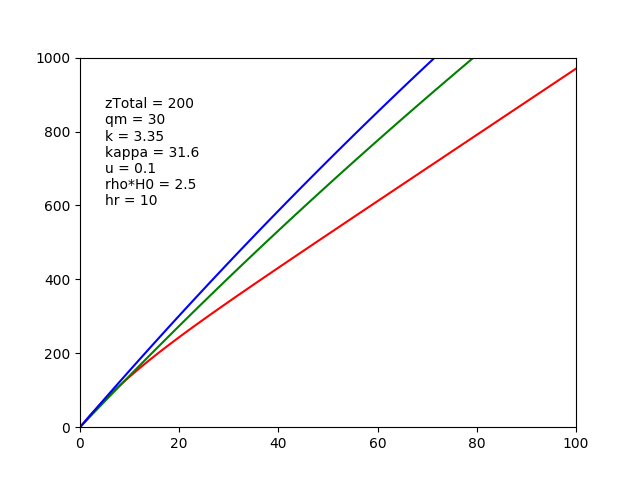 1000
800
600
400
200
0
zTotal = 200
qm = 30
k = 3.35
kappa = 31.6
u = 0.1
rho*H0 = 2.5
hr = 10
0 20 40 60 80 100